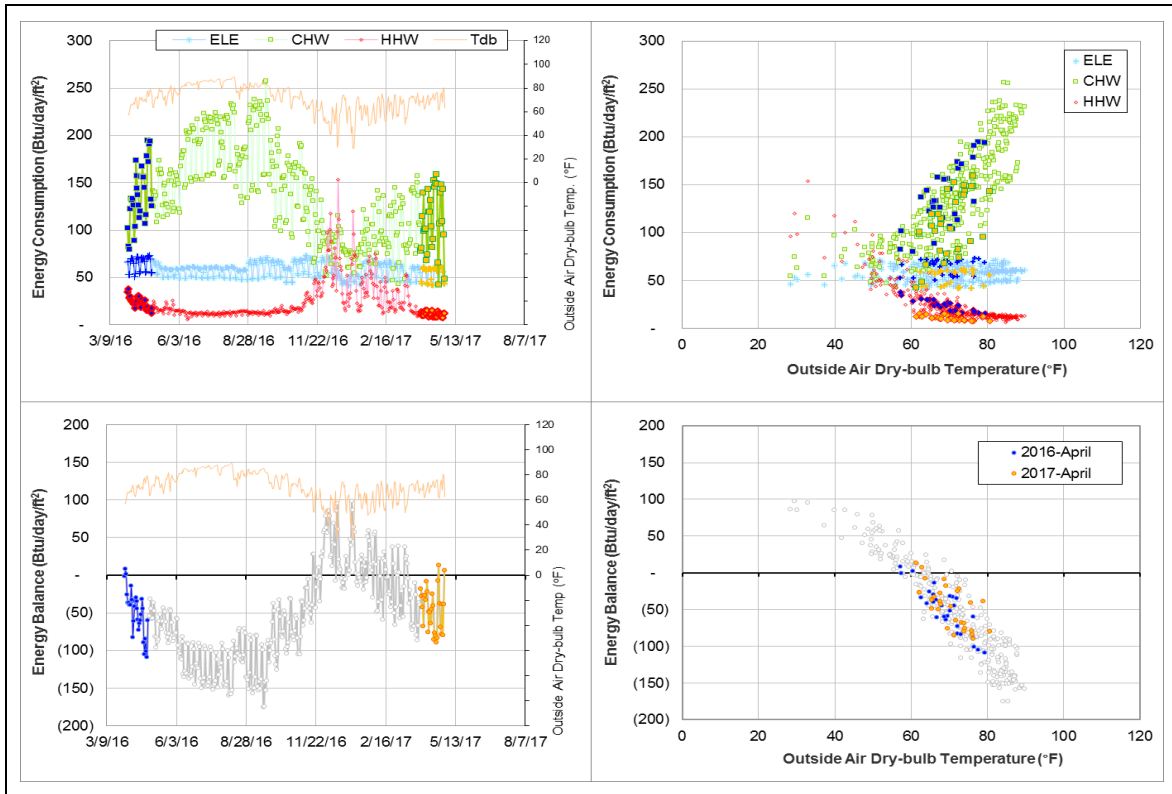 ELE CHW HHW Tdb
300
250
200
150
100
50
-
120
100
80
60
40
20
0
Energy Consumption (Btu/day/ft²)
Outside Air Dry-bulb Temp. (°F)
3/9/16 6/3/16 8/28/16 11/22/16 2/16/17 5/13/17 8/7/17
ELE
CHW
HHW
300
250
200
150
100
50
-
Energy Consumption (Btu/day/ft²)
0 20 40 60 80 100 120
Outside Air Dry-bulb Temperature (°F)
200
150
100
50
-
(50)
(100)
(150)
(200)
120
100
80
60
40
20
0
Energy Balance (Btu/day/ft²)
Outside Air Dry-bulb Temp (°F)
3/9/16 6/3/16 8/28/16 11/22/16 2/16/17 5/13/17 8/7/17
2016-April
2017-April
200
150
100
50
-
(50)
(100)
(150)
(200)
Energy Balance (Btu/day/ft²)
0 20 40 60 80 100 120
Outside Air Dry-bulb Temperature (°F)